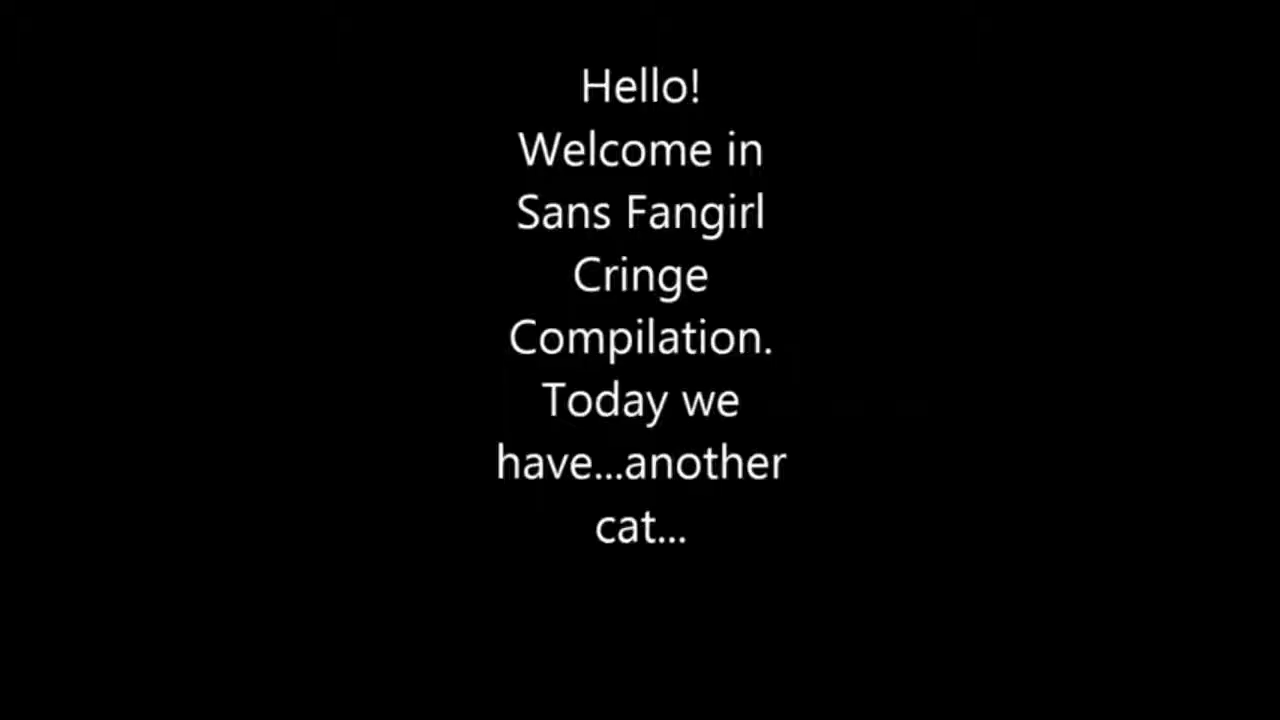 Hello!
Welcome in
Sans Fangirl
Cringe
Compilation.
Today we
have...another
cat...